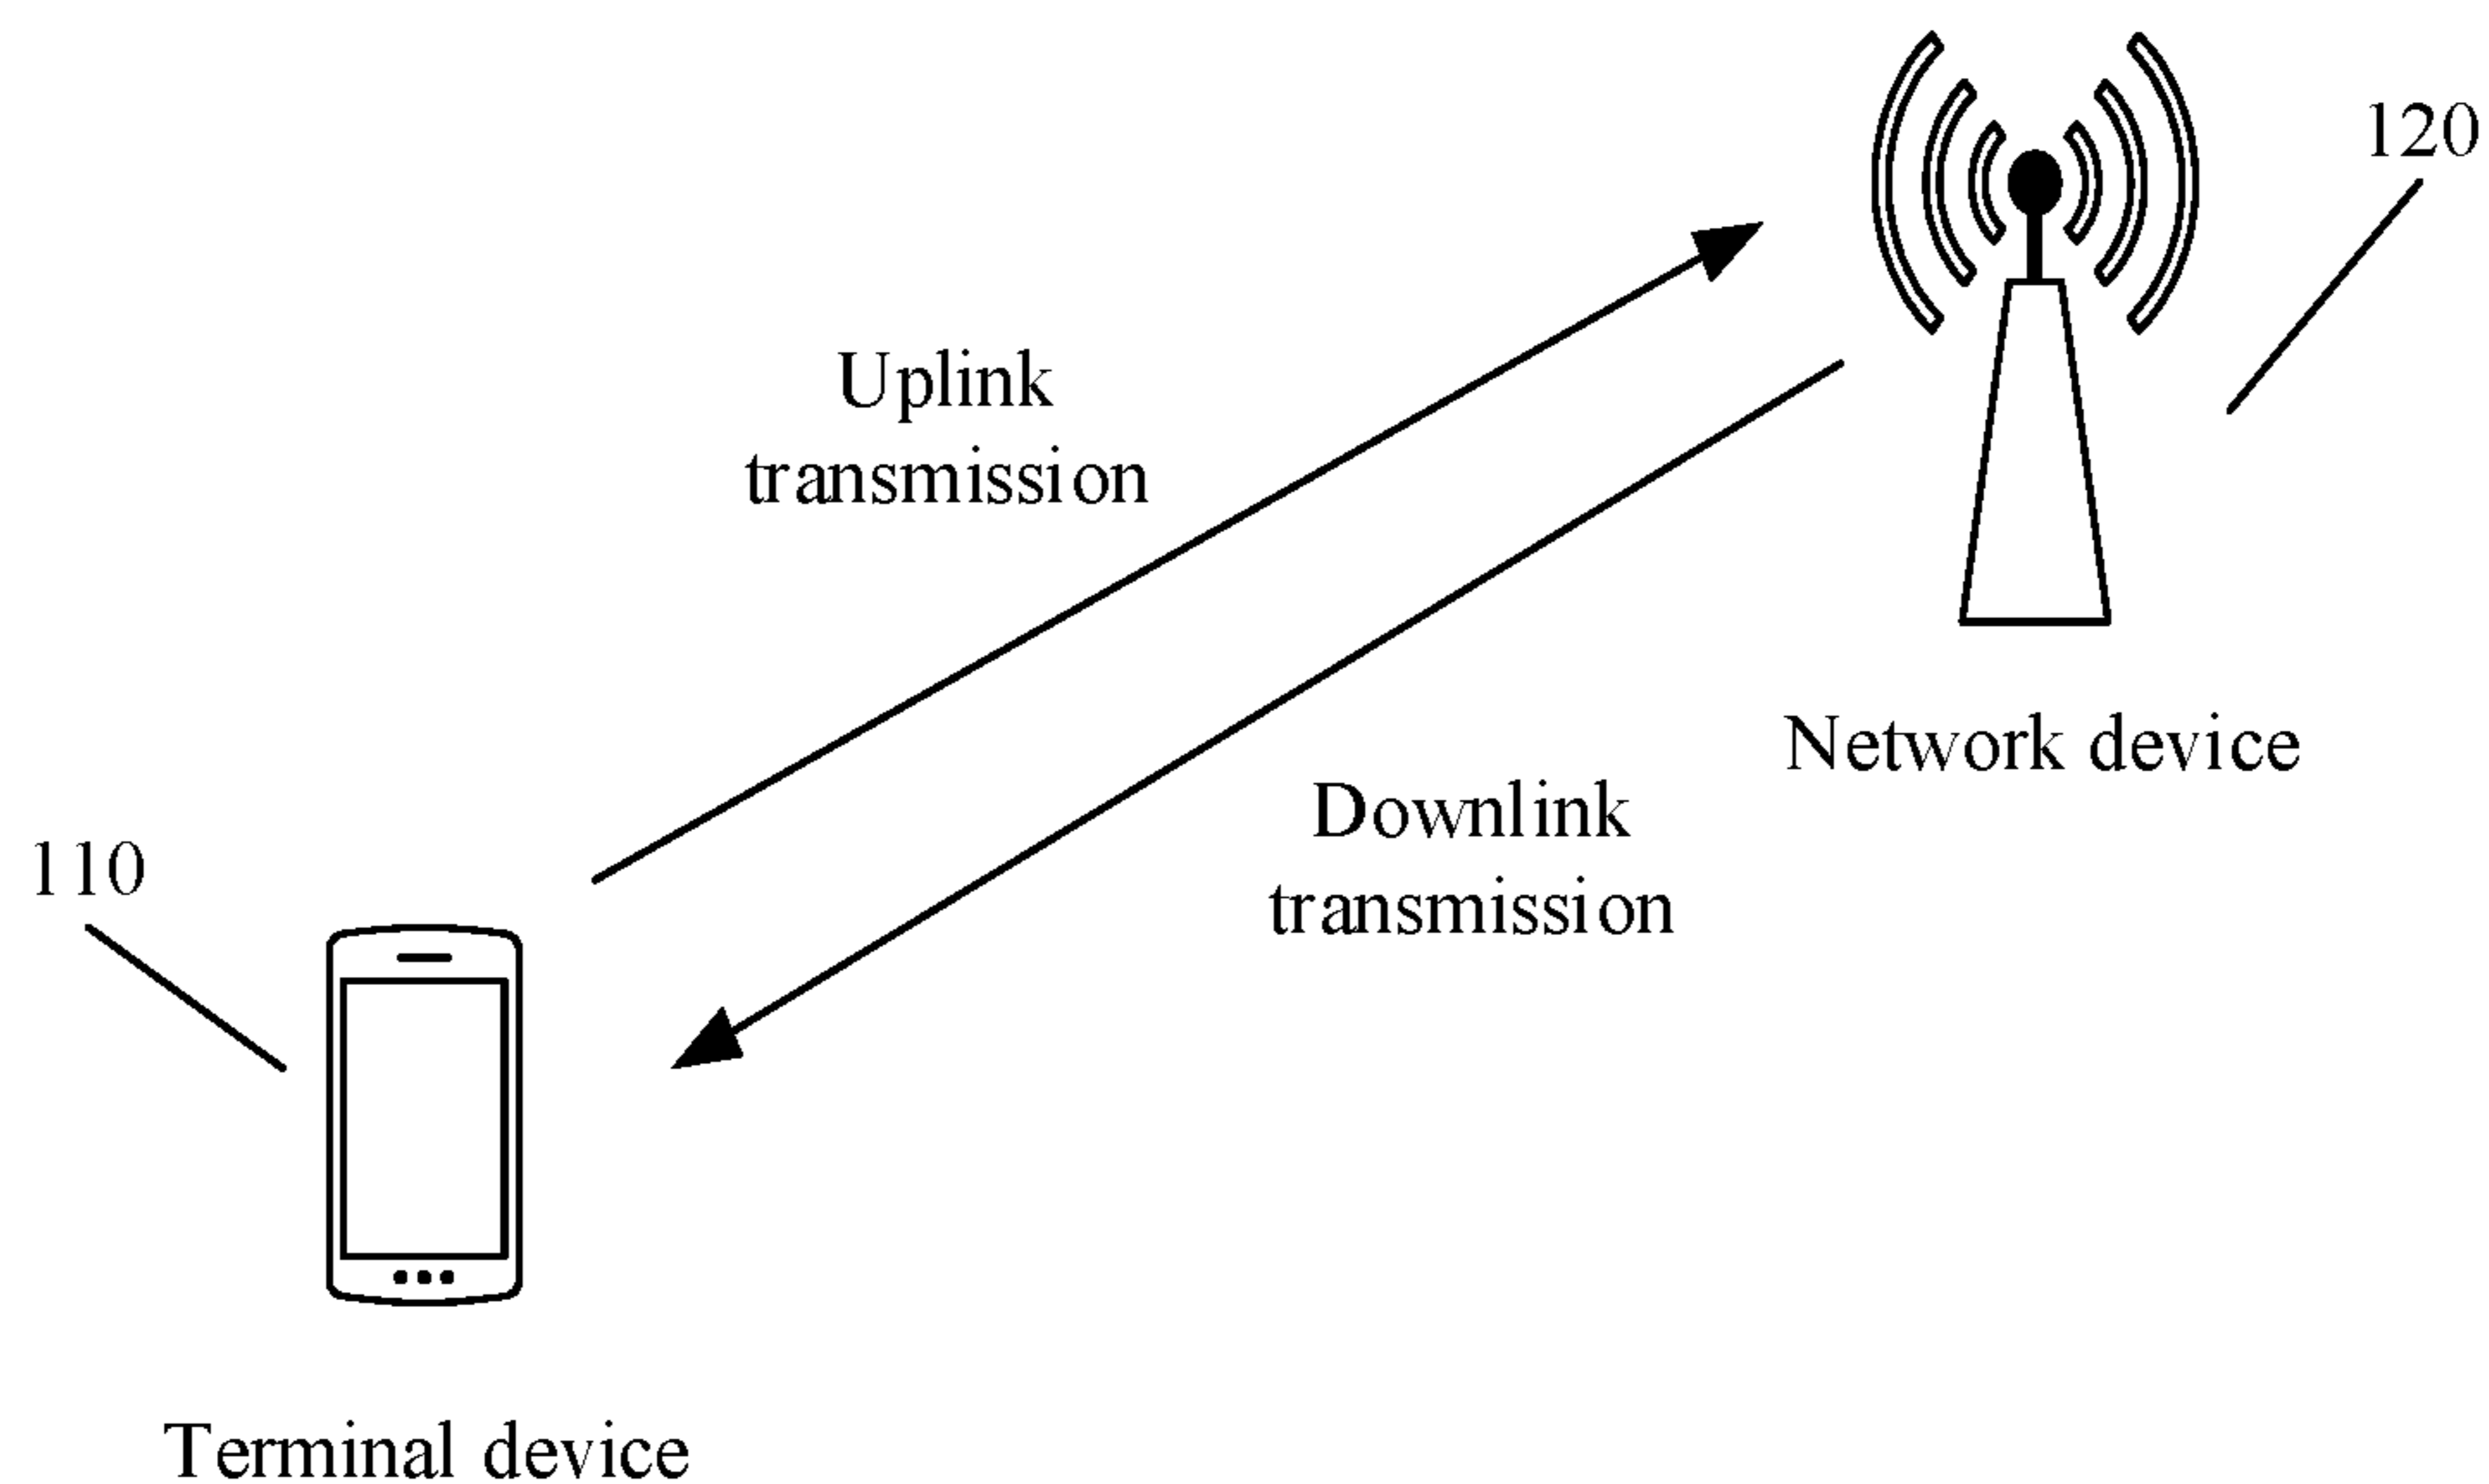 120
Uplink
transmission
Network device
Downlink
transmission
110
Terminal device